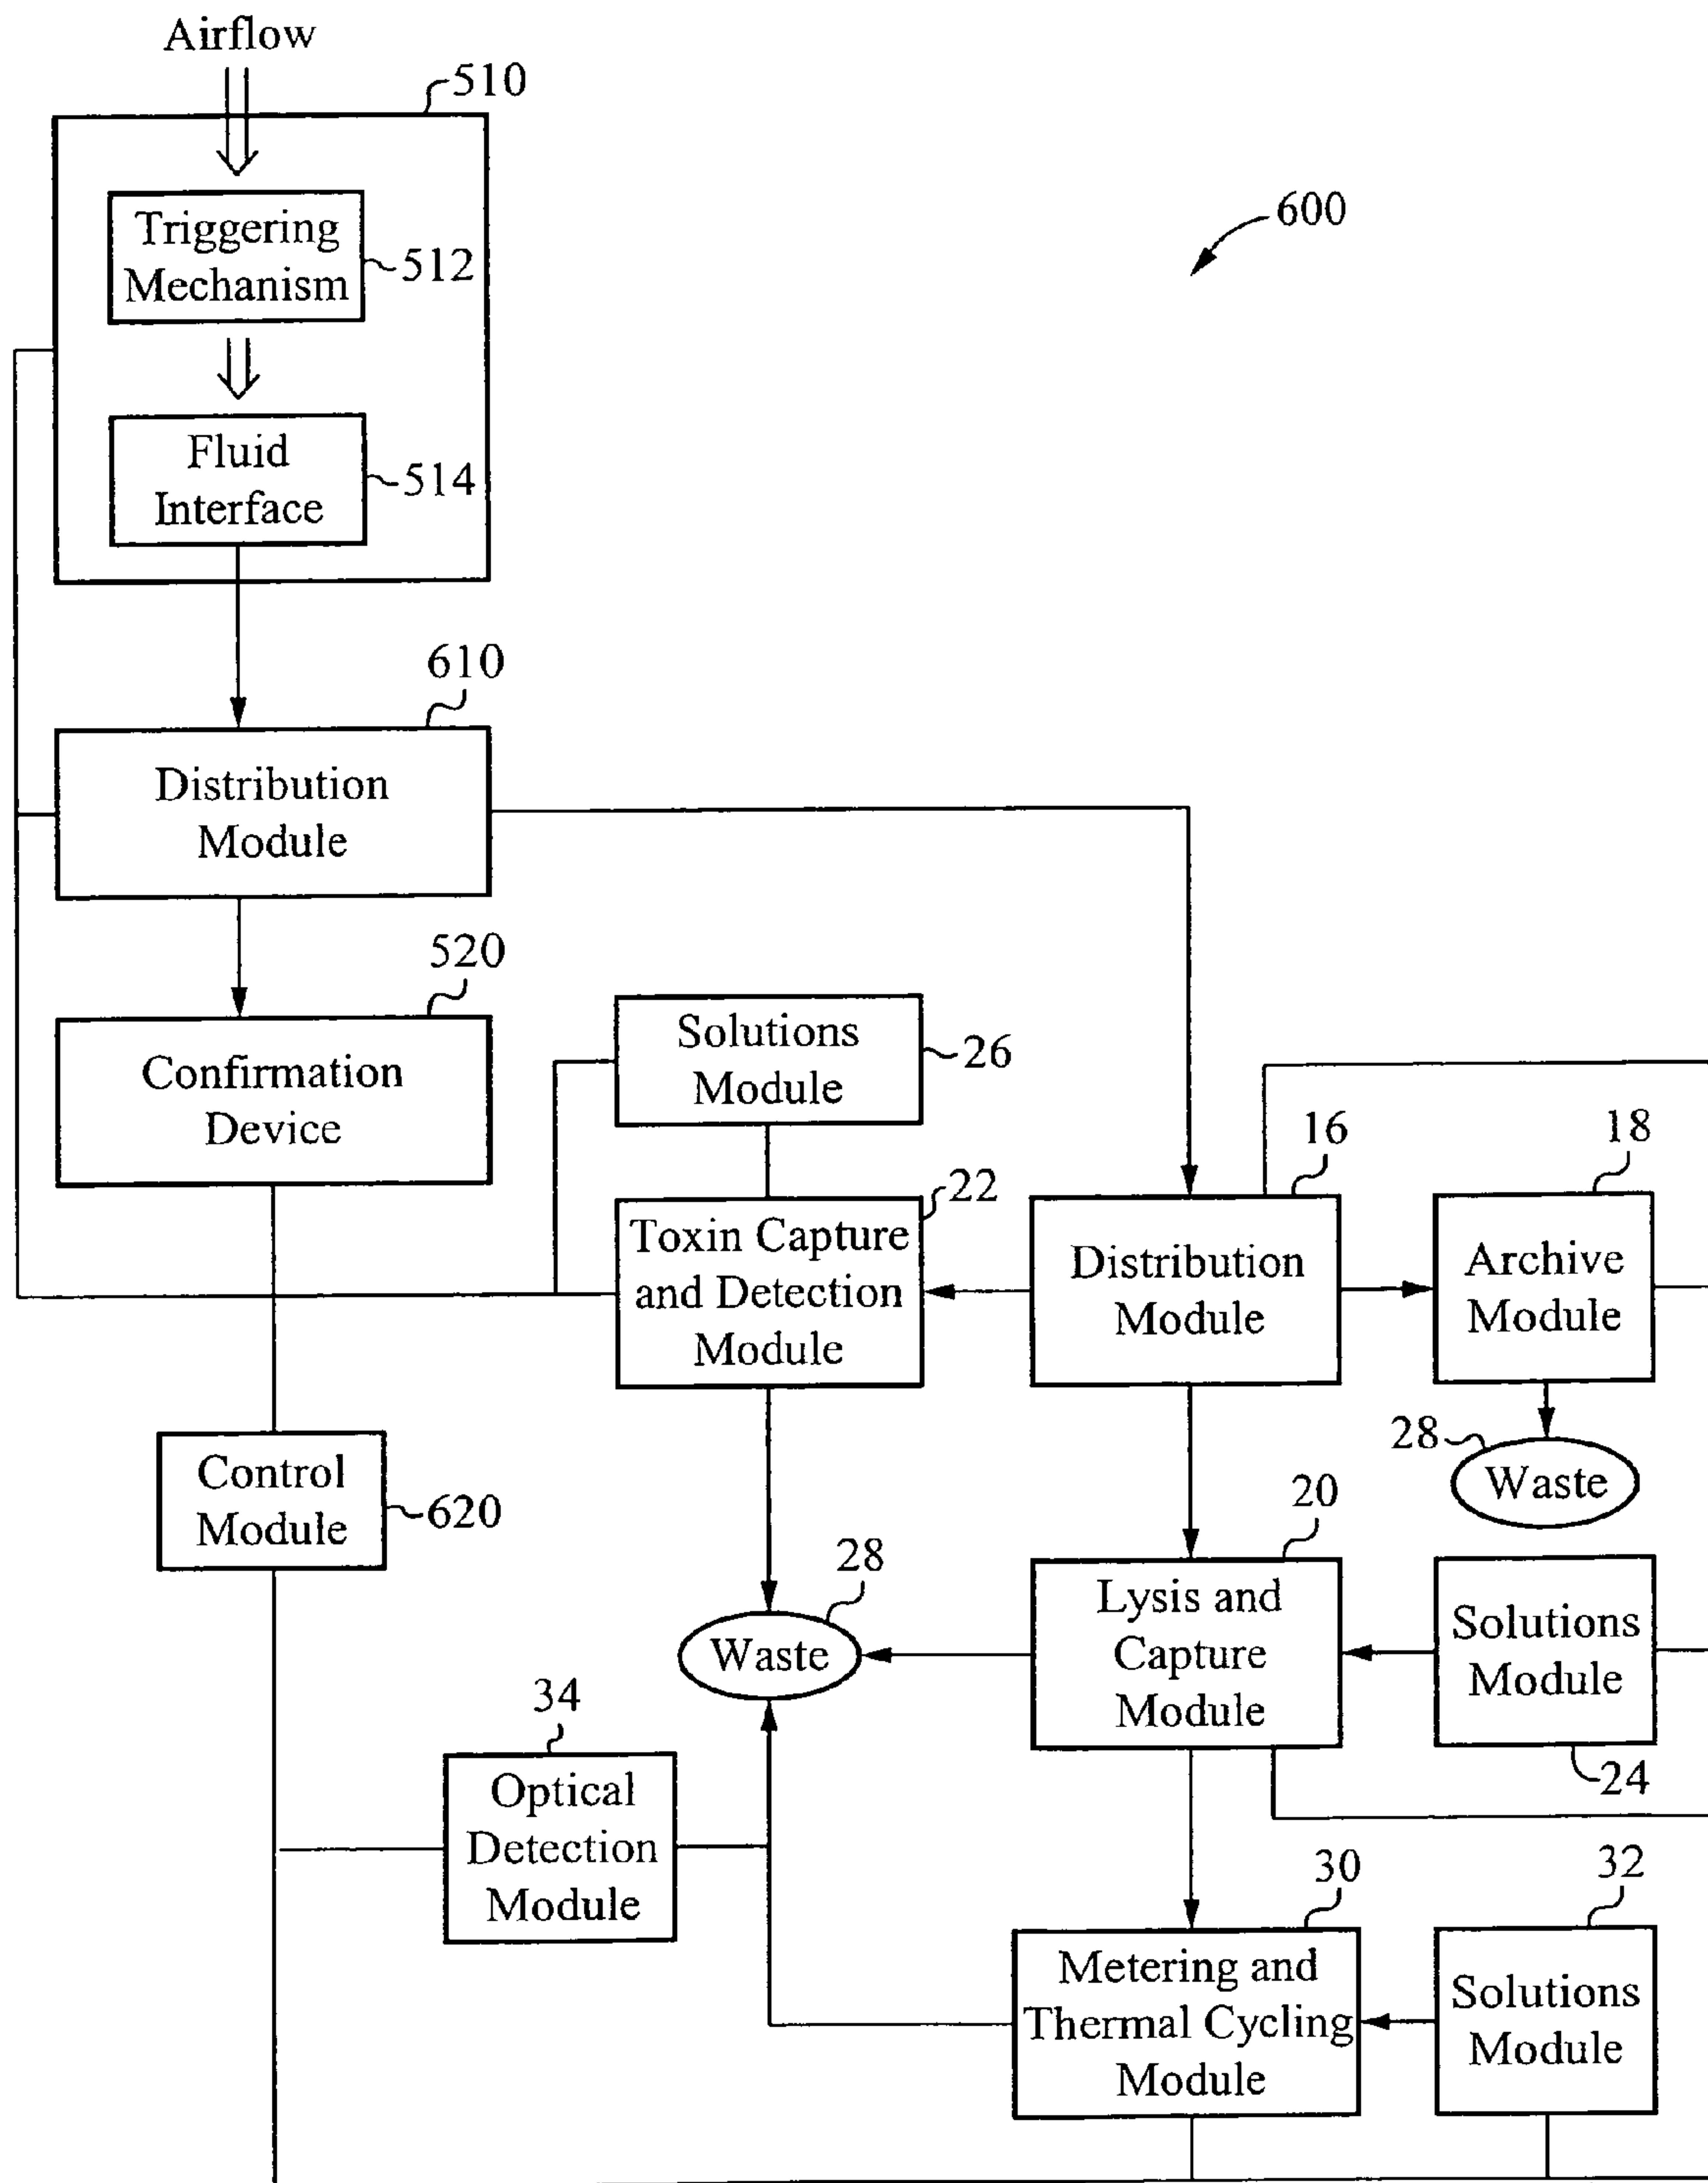 Airflow
510
Triggering
Mechanism
512
600
Fluid
Interface
514
610
Distribution
Module
520
Confirmation
Device
Solutions
Module
26
16
18
22
Toxin Capture
and Detection
Module
Distribution
Module
Archive
Module
28
Waste
Control
Module
620
20
28
Waste
Lysis and
Capture
Module
Solutions
Module
24
34
Optical
Detection
Module
30
32
Metering and
Thermal Cycling
Module
Solutions
Module